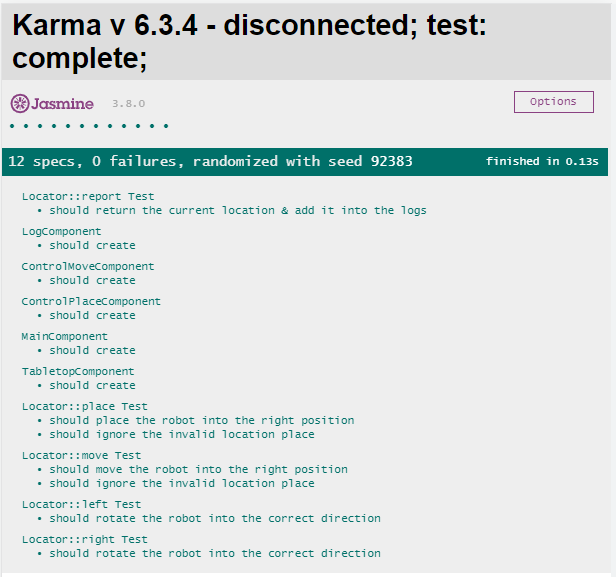 Karma v 6.3.4 - disconnected; test:
complete;
Jasmine 3.8.0 Options
• • • • • • • • • • • •
12 specs, 0 failures, randomized with seed 92383 finished in 0.13s
Locator::report Test
• should return the current location & add it into the logs
LogComponent
• should create
ControlMoveComponent
• should create
ControlPlaceComponent
• should create
MainComponent
• should create
TabletopComponent
• should create
Locator::place Test
• should place the robot into the right position
• should ignore the invalid location place
Locator::move Test
• should move the robot into the right position
• should ignore the invalid location place
Locator::left Test
• should rotate the robot into the correct direction
Locator::right Test
• should rotate the robot into the correct direction